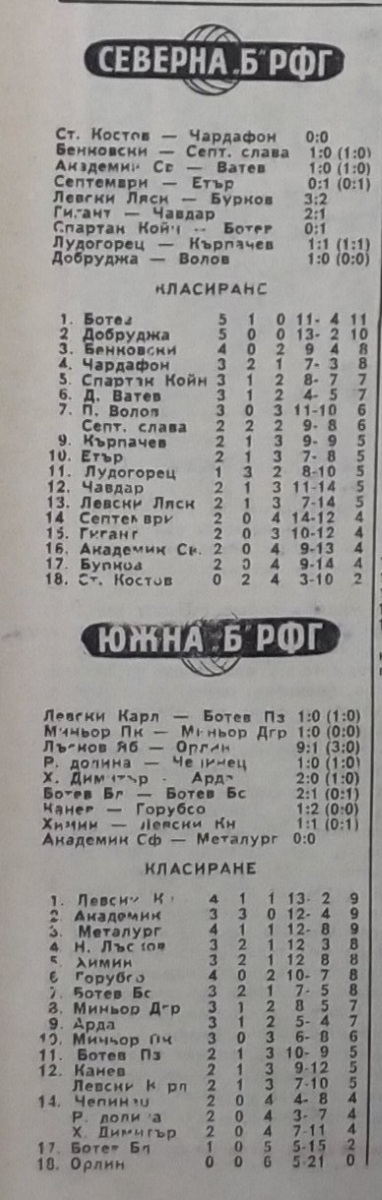 СЕВЕРНА „Б" РФГ
Ст. Костов — Чардафон 0:0
Бенковски — Септ. слава 1:0 (1:0)
Академик Св — Ватев 1:0 (1:0)
Септември — Етър 0:1 (0:1)
Левски Ляск — Бурков 3:2
Гигант — Чавдар 2:1
Спартак Койн — Ботев 0:1
Лудогорец — Кърпачев 1:1 (1:1)
Добруджа — Волов 1:0 (0:0)
КЛАСИРАНЕ
1. Ботев 5 1 0 11- 4 11
2 Добруджа 5 0 0 13- 2 10
3. Бенковски 4 0 2 9 4 8
4. Чардафон 3 2 1 7- 3 8
5. Спартак Койн 3 1 2 8- 7 7
6. Д. Ватев 3 1 2 4- 5 7
7. П. Волов 3 0 3 11-10 6
Септ. слава 2 2 2 9- 8 6
9. Кърпачев 2 1 3 9- 9 5
10. Етър 2 1 3 7- 8 5
11. Лудогорец 1 3 2 8-10 5
12. Чавдар 2 1 3 11-14 5
13. Левски Ляск 2 1 3 7-14 5
14 Септември 2 0 4 14-12 4
15. Гигант 2 0 3 10-12 4
16. Академик Св. 2 0 4 9-13 4
17. Бурков 2 0 4 9-14 4
18. Ст. Костов 0 2 4 3-10 2
ЮЖНА „Б" РФГ
Левски Карл — Ботев Пз 1:0 (1:0)
Миньор Пк — Миньор Дгр 1:0 (0:0)
Лъсков Яб — Орлин 9:1 (3:0)
Р. долина — Чепинец 1:0 (1:0)
Х. Димитър - Арда 2:0 (1:0)
Ботев Бл — Ботев Бс 2:1 (0:1)
Канев — Горубсо 1:2 (0:0)
Химик — Левски Кн 1:1 (0:1)
Академик Сф — Металург 0:0
КЛАСИРАНЕ
1. Левски К 4 1 1 13- 2 9
2. Академик 3 3 0 12- 4 9
3. Металург 4 1 1 12- 8 9
4 Н. Лъсков 3 2 1 12 3 8
5. Химик 3 2 1 12 8 8
6 Горубсо 4 0 2 10- 7 8
7. Ботев Бс 3 2 1 7- 5 8
8. Миньор Дгр 3 1 2 8 5 7
9. Арда 3 1 2 5- 4 7
10. Миньор Пк 3 0 3 6- 8 6
11. Ботев Пз 2 1 3 10- 9 5
12. Канев 2 1 3 9-12 5
Левски К рл 2 1 3 7-10 5
14. Чепинец 2 0 4 4- 8 4
Р. долина 2 0 4 3- 7 4
Х. Димитър 2 0 4 7-11 4
17. Ботев Бл 1 0 5 5-15 2
18. Орлин 0 0 6 5-21 0